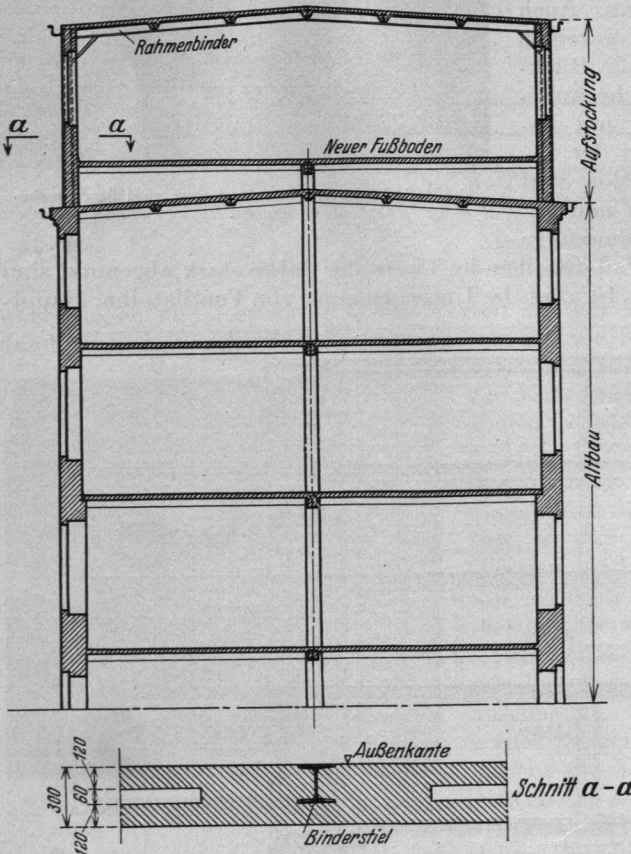 Rahmenbinder
a
a
Neuer Fußboden
Aufstockung
Altbau
Außenkante
120
300
60
120
Schnitt a-a
Binderstiel